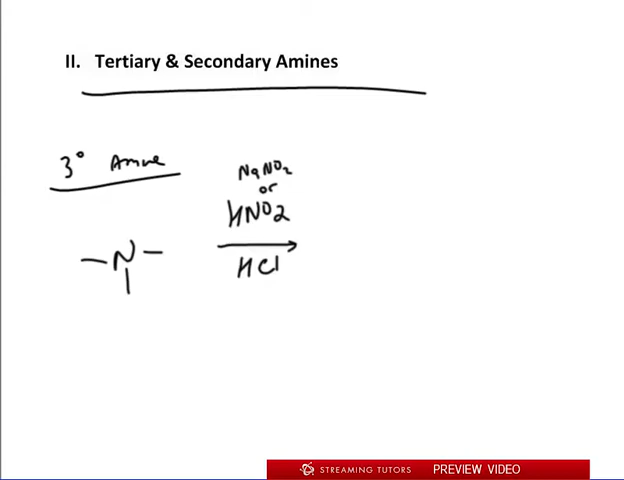 II. Tertiary & Secondary Amines
3° Amine
NaNO2
or
HNO2
HCl
N
STREAMING TUTORS PREVIEW VIDEO